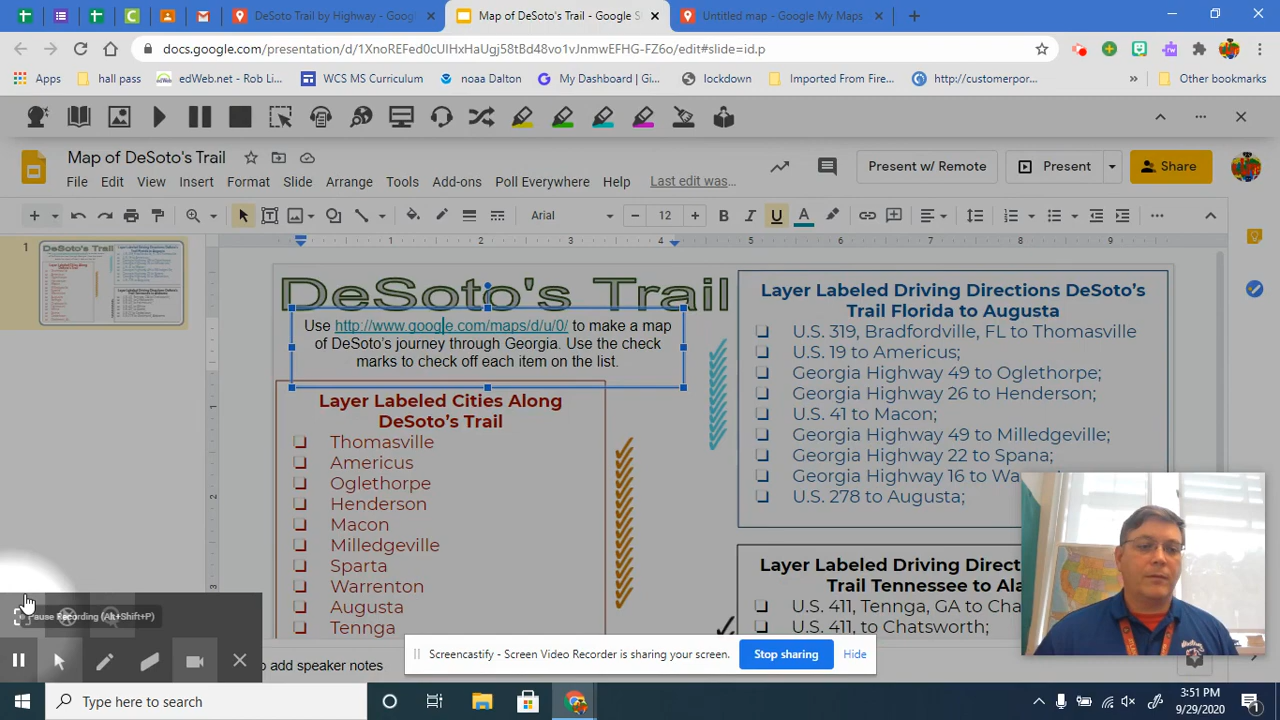 DeSoto Trail by Highway - Goog
Map of DeSoto's Trail - Google S
Untitled map - Google My Maps
docs.google.com/presentation/d/1XnoREFed0cUIHxHaUgj58tBd48vo1vJnmwEFHG-FZ6o/edit#slide=id.p
Apps
hall pass
edWeb.net - Rob Li...
WCS MS Curriculum
noaa Dalton
My Dashboard | Gi...
lockdown
Imported From Fire...
http://customerpor...
Other bookmarks
Map of DeSoto's Trail
Present w/ Remote
Present
Share
File Edit View Insert Format Slide Arrange Tools Add-ons Poll Everywhere Help Last edit was...
Arial
12
1
DeSoto's Trail
Use http://www.google.com/maps/d/u/0/ to make a map
of DeSoto's journey through Georgia. Use the check
marks to check off each item on the list.
Layer Labeled Cities Along
DeSoto's Trail
Thomasville
Americus
Oglethorpe
Henderson
Macon
Milledgeville
Sparta
Warrenton
Augusta
Tennga
Layer Labeled Driving Directions DeSoto's
Trail Florida to Augusta
U.S. 319, Bradfordville, FL to Thomasville
U.S. 19 to Americus;
Georgia Highway 49 to Oglethorpe;
Georgia Highway 26 to Henderson;
U.S. 41 to Macon;
Georgia Highway 49 to Milledgeville;
Georgia Highway 22 to Spana;
Georgia Highway 16 to Wa
U.S. 278 to Augusta;
Layer Labeled Driving Direc
Trail Tennessee to Ala
U.S. 411, Tennga, GA to Cha
U.S. 411, to Chatsworth;
Pause Recording (Alt+Shift+P)
o add speaker notes
Screencastify - Screen Video Recorder is sharing your screen.
Stop sharing
Hide
Type here to search
3:51 PM
9/29/2020